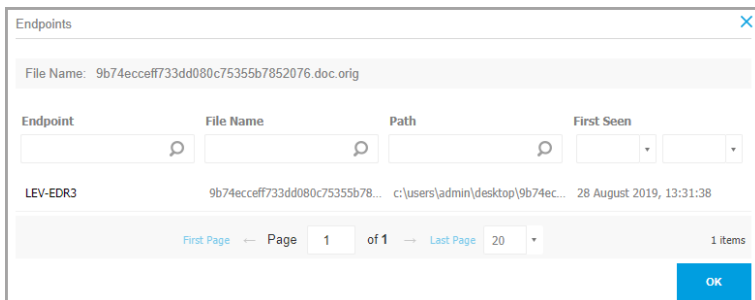 Endpoints
File Name: 9b74ecceff733dd080c75355b7852076.doc.orig
Endpoint File Name Path First Seen
LEV-EDR3 9b74ecceff733dd080c75355b78... c:\users\admin\desktop\9b74ec... 28 August 2019, 13:31:38
First Page ← Page 1 of 1 → Last Page 20 1 items
OK